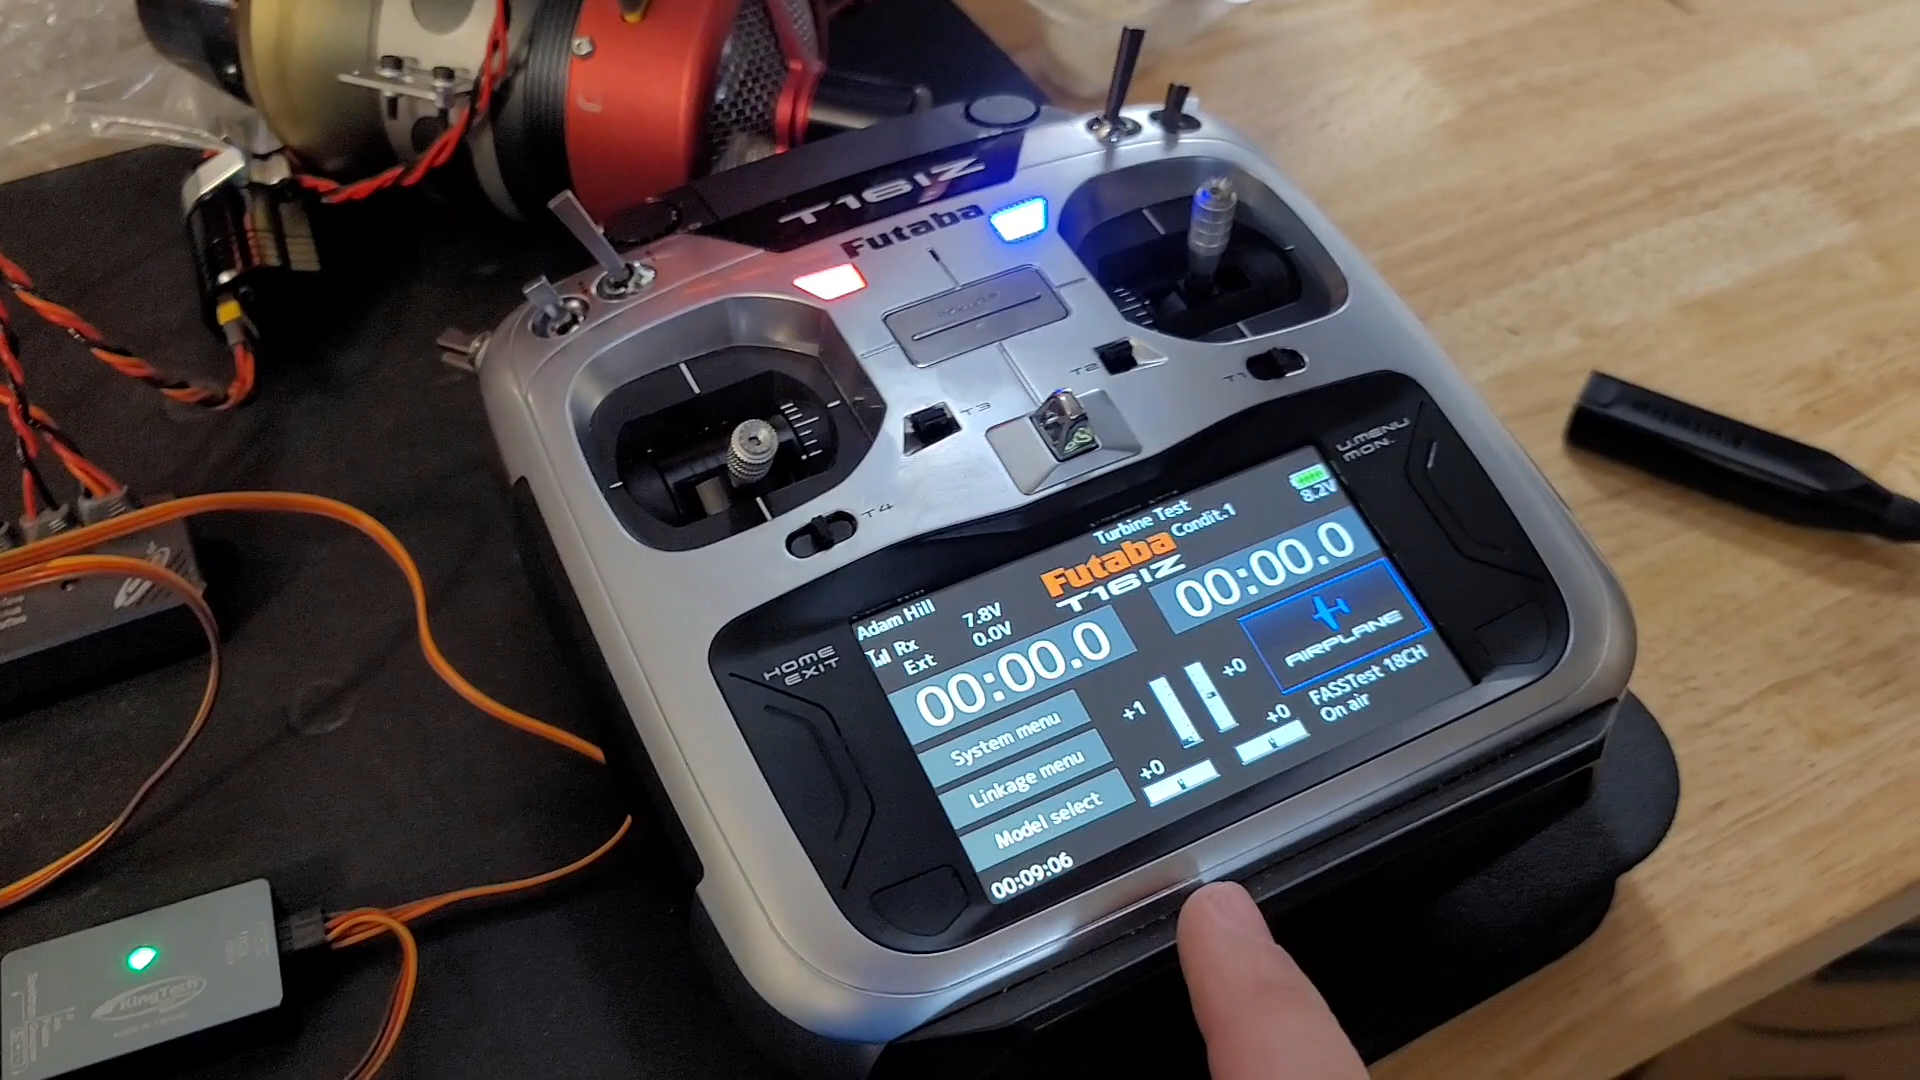 T16IZ
Futaba
T2
T1
T3
T4
U.MENU
MON.
HOME
EXIT
Turbine Test
Condit.1
8.2V
Futaba
T16IZ
Adam Hill
Rx 7.8V
Ext 0.0V
00:00.0
00:00.0
AIRPLANE
FASSTest 18CH
On air
System menu
Linkage menu
Model select
00:09:06
+1
+0
+0
+0
KingTech